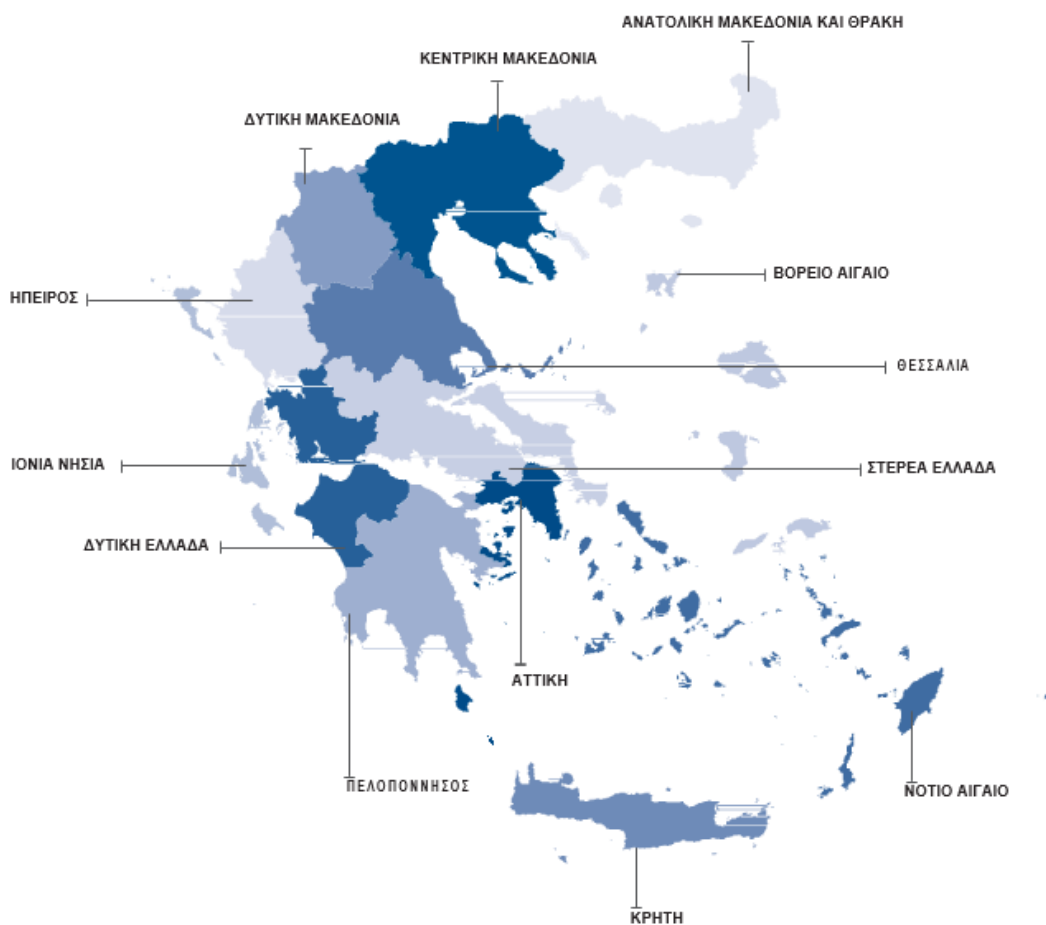 ΑΝΑΤΟΛΙΚΗ ΜΑΚΕΔΟΝΙΑ ΚΑΙ ΘΡΑΚΗ
ΚΕΝΤΡΙΚΗ ΜΑΚΕΔΟΝΙΑ
ΔΥΤΙΚΗ ΜΑΚΕΔΟΝΙΑ
ΒΟΡΕΙΟ ΑΙΓΑΙΟ
ΗΠΕΙΡΟΣ
ΘΕΣΣΑΛΙΑ
ΙΟΝΙΑ ΝΗΣΙΑ
ΣΤΕΡΕΑ ΕΛΛΑΔΑ
ΔΥΤΙΚΗ ΕΛΛΑΔΑ
ΑΤΤΙΚΗ
ΠΕΛΟΠΟΝΝΗΣΟΣ
ΝΟΤΙΟ ΑΙΓΑΙΟ
ΚΡΗΤΗ